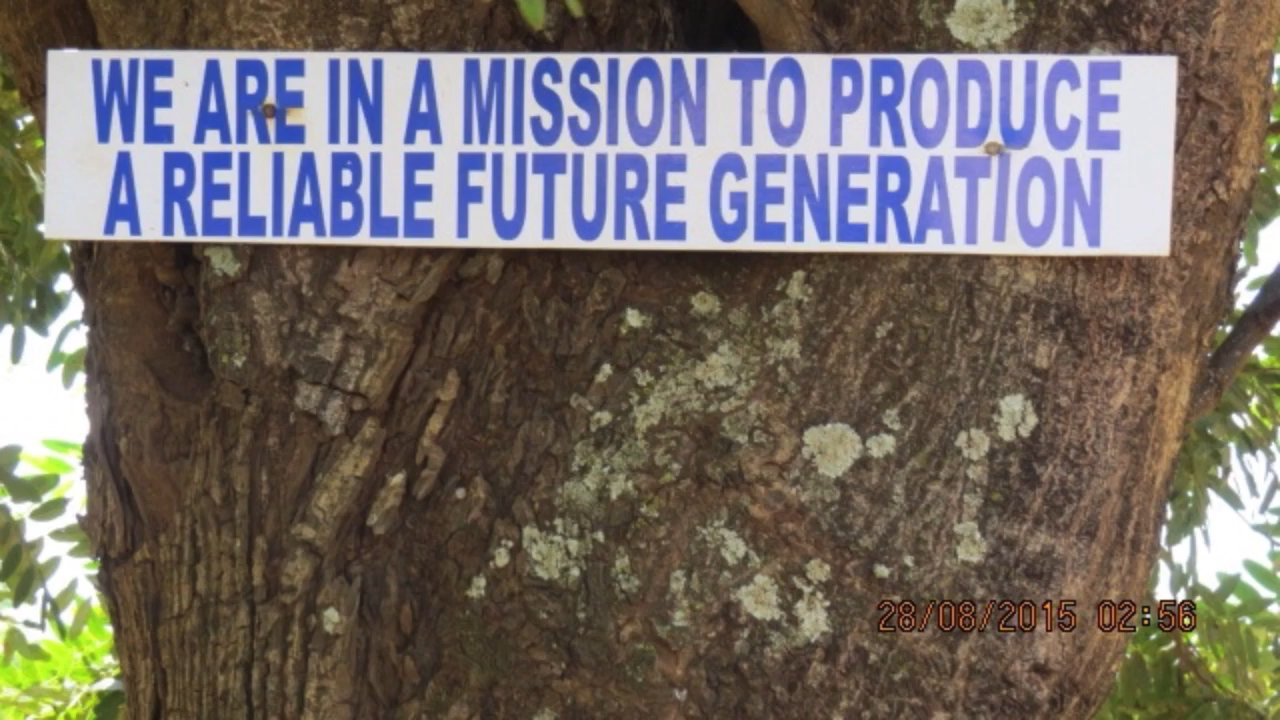 WE ARE IN A MISSION TO PRODUCE
A RELIABLE FUTURE GENERATION
28/08/2015 02:56